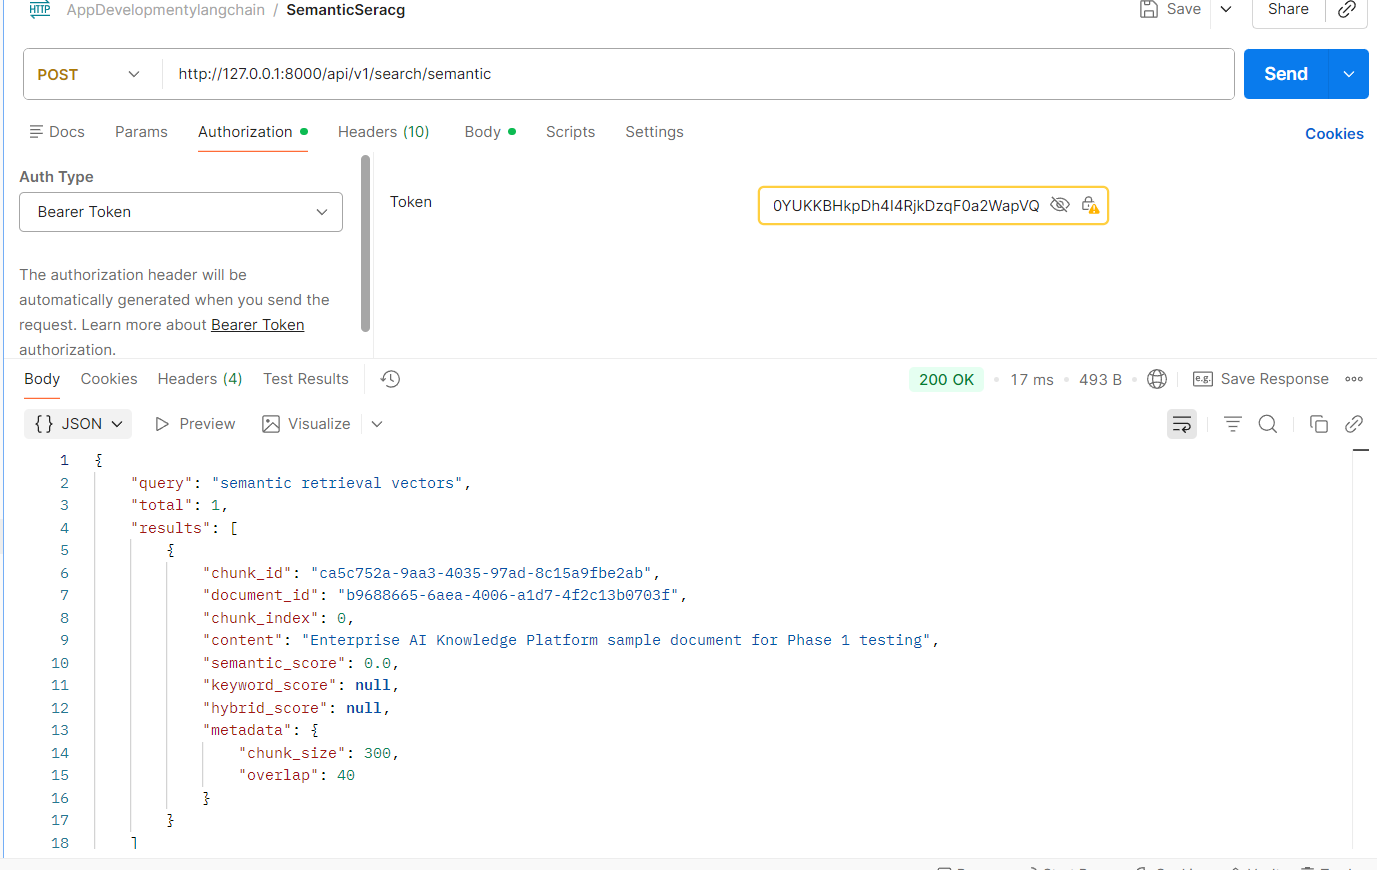 HTTP AppDevelopmentylangchain / SemanticSeracg Save Share
POST http://127.0.0.1:8000/api/v1/search/semantic Send
Docs Params Authorization Headers (10) Body Scripts Settings Cookies
Auth Type
Bearer Token
Token 0YUKKBHkpDh4I4RjkDzqF0a2WapVQ
The authorization header will be
automatically generated when you send the
request. Learn more about Bearer Token
authorization.
Body Cookies Headers (4) Test Results 200 OK • 17 ms • 493 B • e.g. Save Response
{} JSON Preview Visualize
1 {
2 "query": "semantic retrieval vectors",
3 "total": 1,
4 "results": [
5 {
6 "chunk_id": "ca5c752a-9aa3-4035-97ad-8c15a9fbe2ab",
7 "document_id": "b9688665-6aea-4006-a1d7-4f2c13b0703f",
8 "chunk_index": 0,
9 "content": "Enterprise AI Knowledge Platform sample document for Phase 1 testing",
10 "semantic_score": 0.0,
11 "keyword_score": null,
12 "hybrid_score": null,
13 "metadata": {
14 "chunk_size": 300,
15 "overlap": 40
16 }
17 }
18 ]